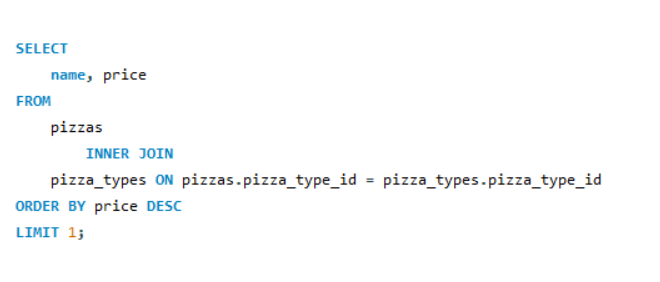 SELECT
    name, price
FROM
    pizzas
        INNER JOIN
    pizza_types ON pizzas.pizza_type_id = pizza_types.pizza_type_id
ORDER BY price DESC
LIMIT 1;